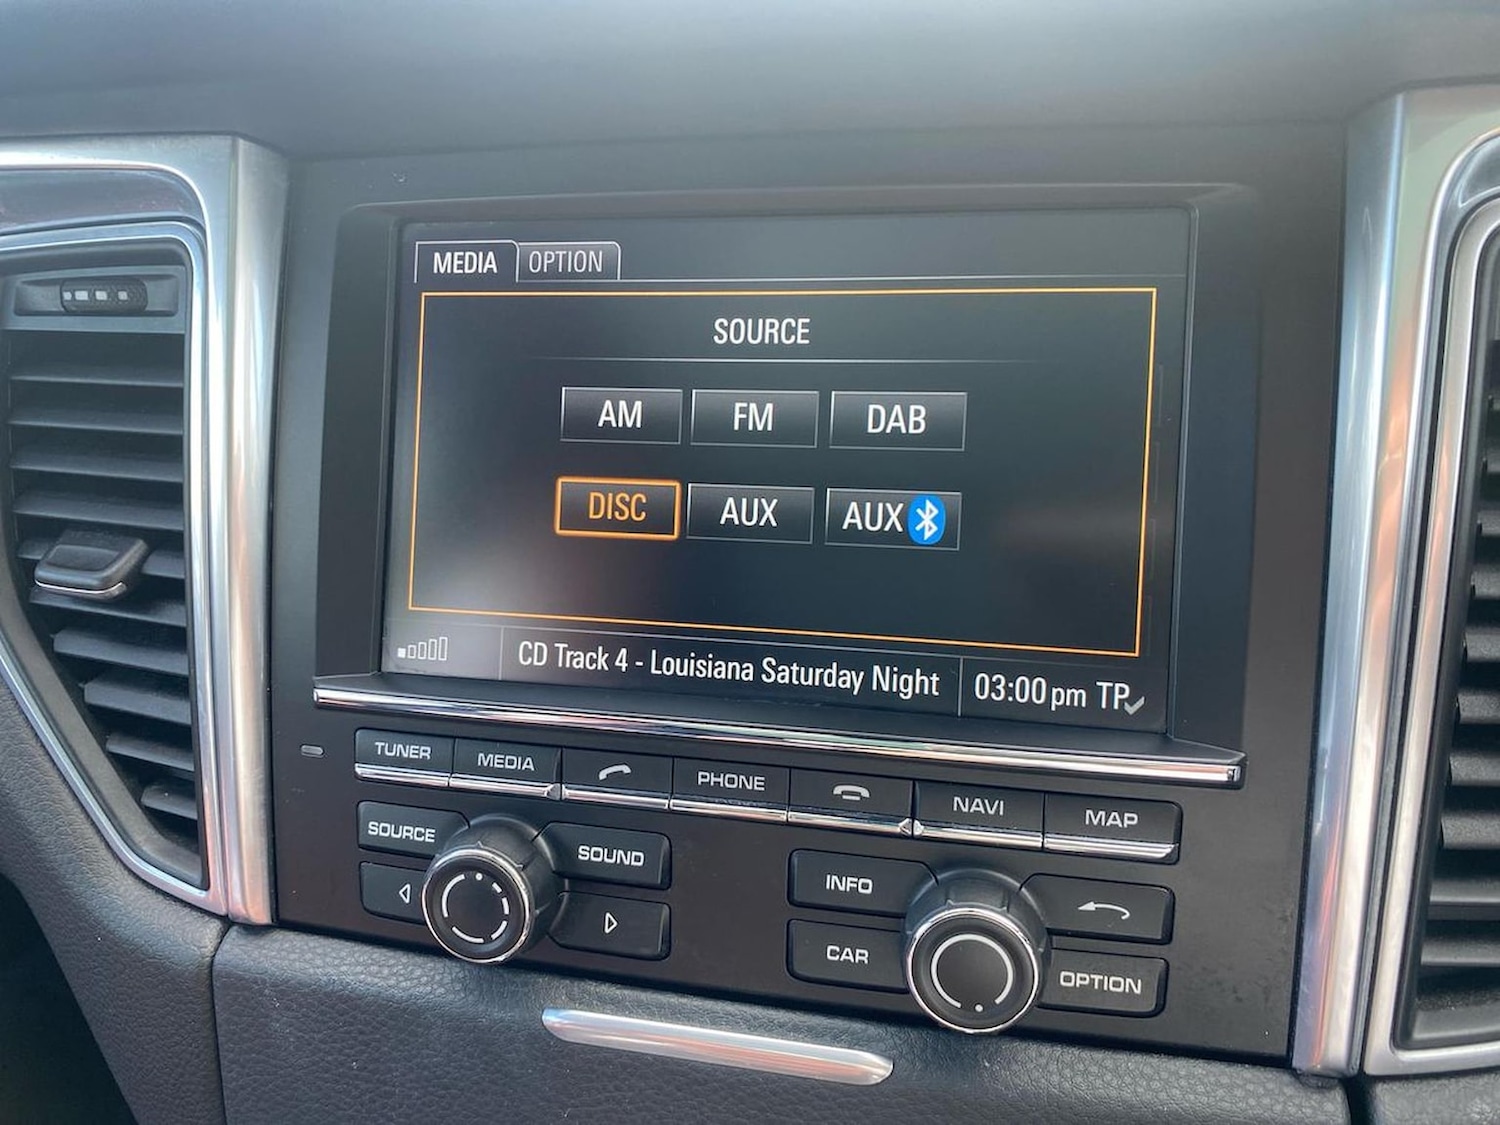 MEDIA OPTION
SOURCE
AM FM DAB
DISC AUX AUX
CD Track 4 - Louisiana Saturday Night 03:00 pm TP
TUNER MEDIA PHONE NAVI MAP
SOURCE SOUND INFO
CAR OPTION